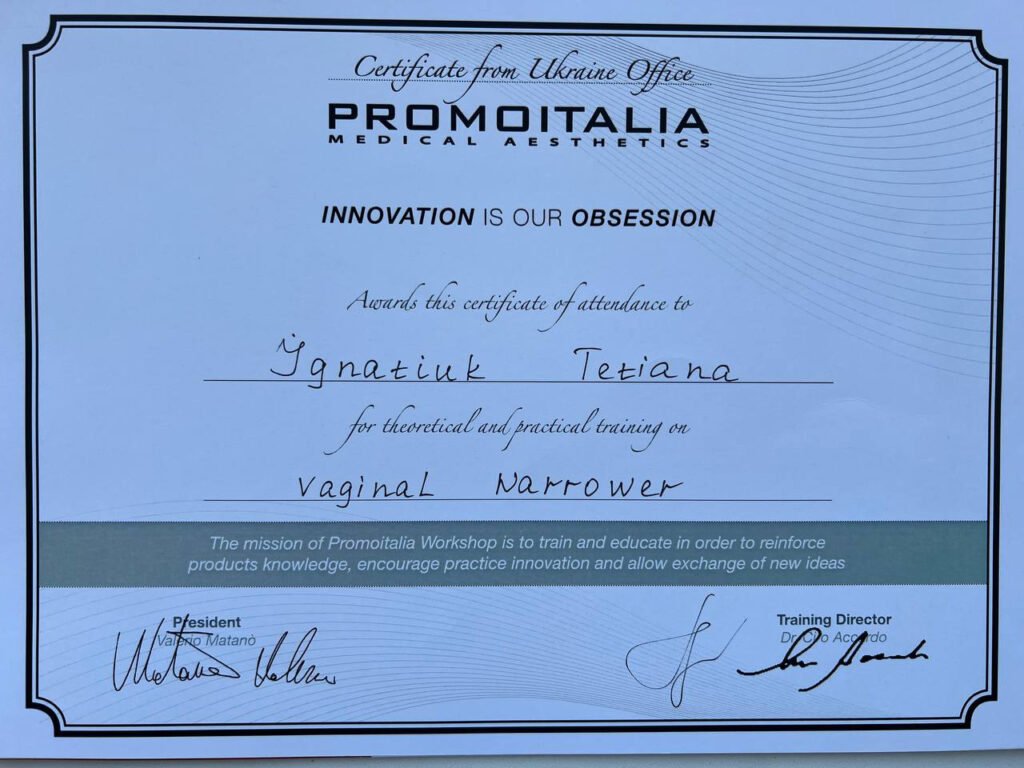 Certificate from Ukraine Office
PROMOITALIA
MEDICAL AESTHETICS
INNOVATION IS OUR OBSESSION
Awards this certificate of attendance to
Ignatiuk Tetiana
for theoretical and practical training on
Vaginal Narrower
The mission of Promoitalia Workshop is to train and educate in order to reinforce
products knowledge, encourage practice innovation and allow exchange of new ideas
President
Valerio Matanò
Training Director
Dr. Clio Accardo